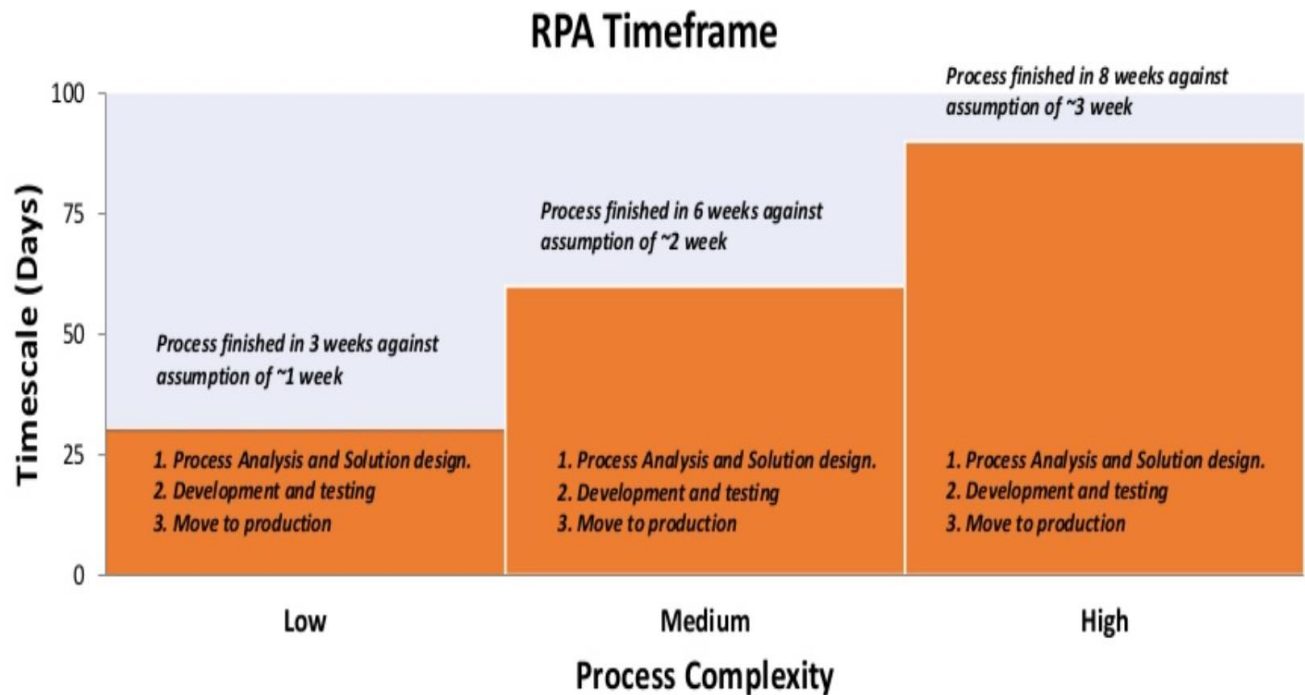 RPA Timeframe
Process finished in 8 weeks against
assumption of ~3 week
100
Process finished in 6 weeks against
assumption of ~2 week
75
Process finished in 3 weeks against
assumption of ~1 week
50
25
0
Timescale (Days)
1. Process Analysis and Solution design.
2. Development and testing
3. Move to production
1. Process Analysis and Solution design.
2. Development and testing
3. Move to production
1. Process Analysis and Solution design.
2. Development and testing
3. Move to production
Low
Medium
High
Process Complexity